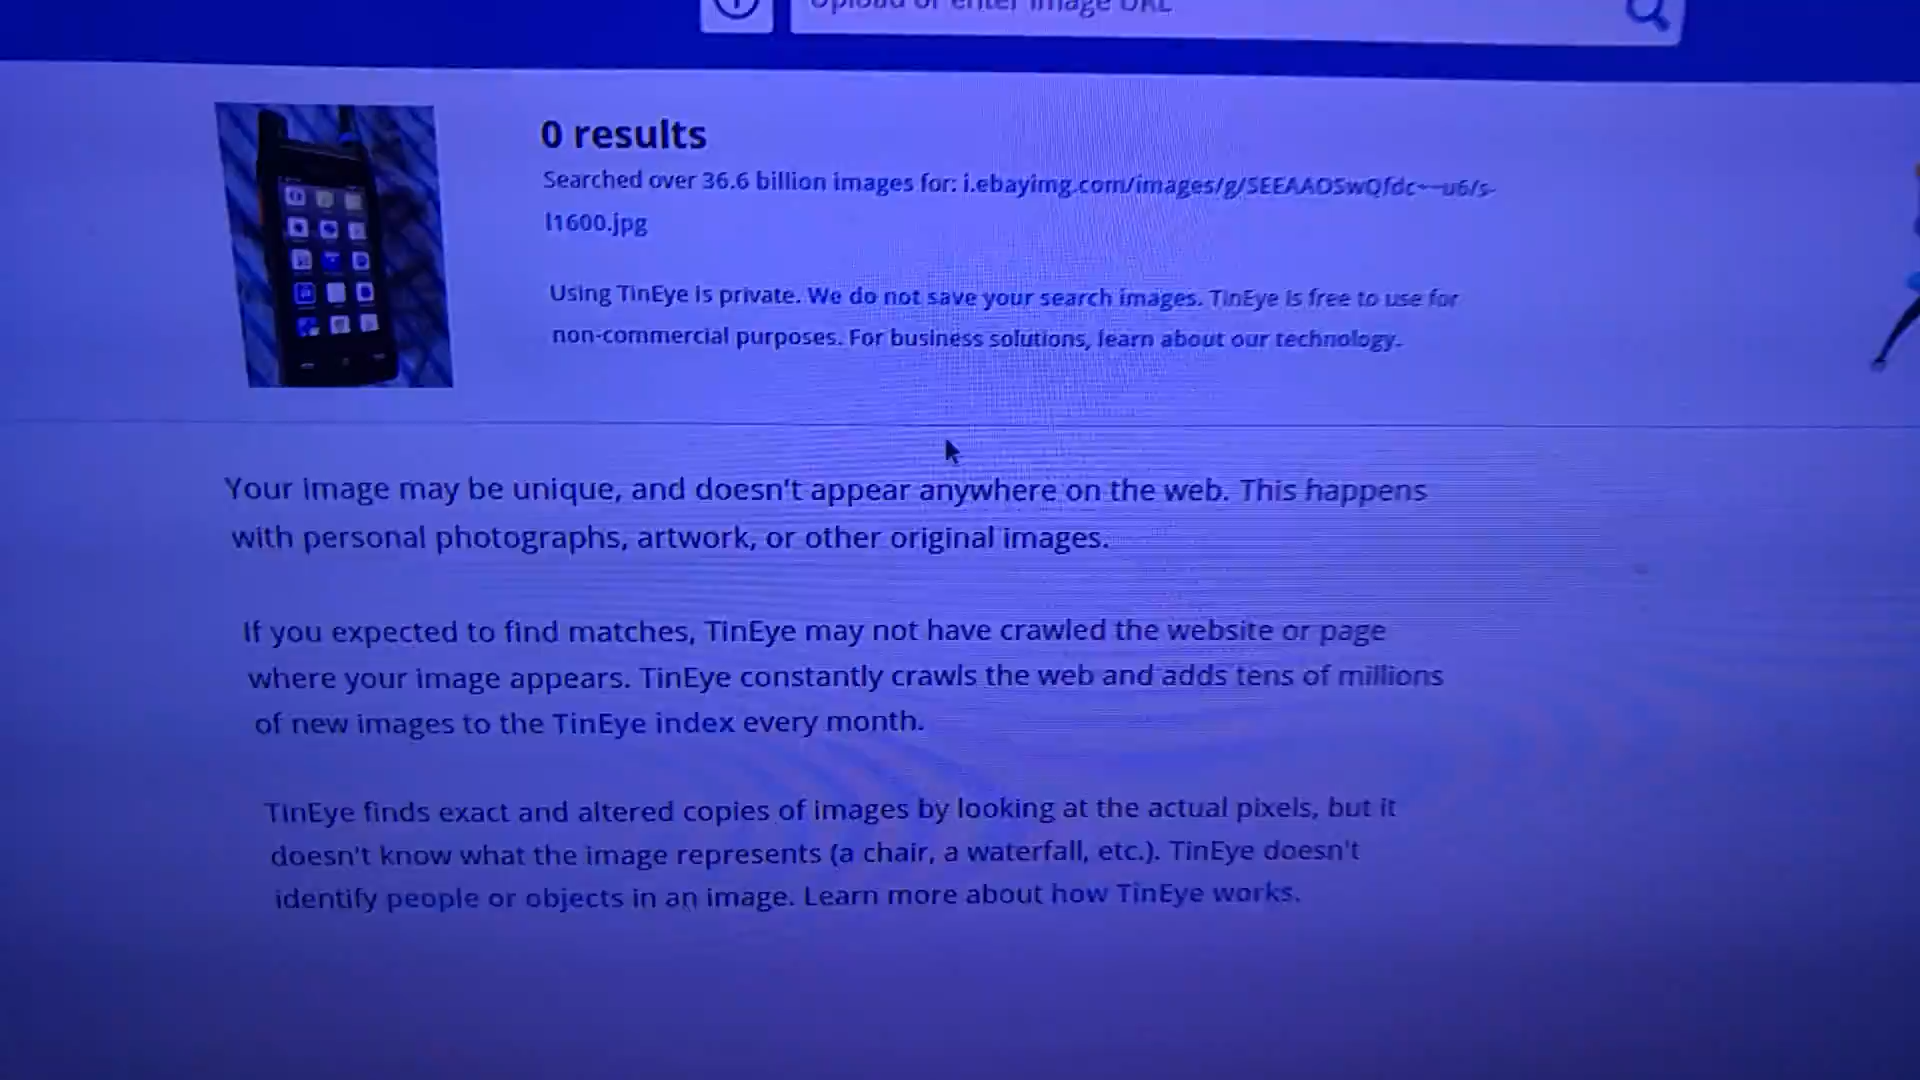 Upload or enter Image URL
0 results
Searched over 36.6 billion images for: i.ebayimg.com/images/g/
l1600.jpg
Using TinEye is private. We do not save your search images. TinEye is free to use for
non-commercial purposes. For business solutions, learn about our technology.
Your image may be unique, and doesn't appear anywhere on the web. This happens
with personal photographs, artwork, or other original images.
If you expected to find matches, TinEye may not have crawled the website or page
where your image appears. TinEye constantly crawls the web and adds tens of millions
of new images to the TinEye index every month.
TinEye finds exact and altered copies of images by looking at the actual pixels, but it
doesn't know what the image represents (a chair, a waterfall, etc.). TinEye doesn't
identify people or objects in an image. Learn more about how TinEye works.